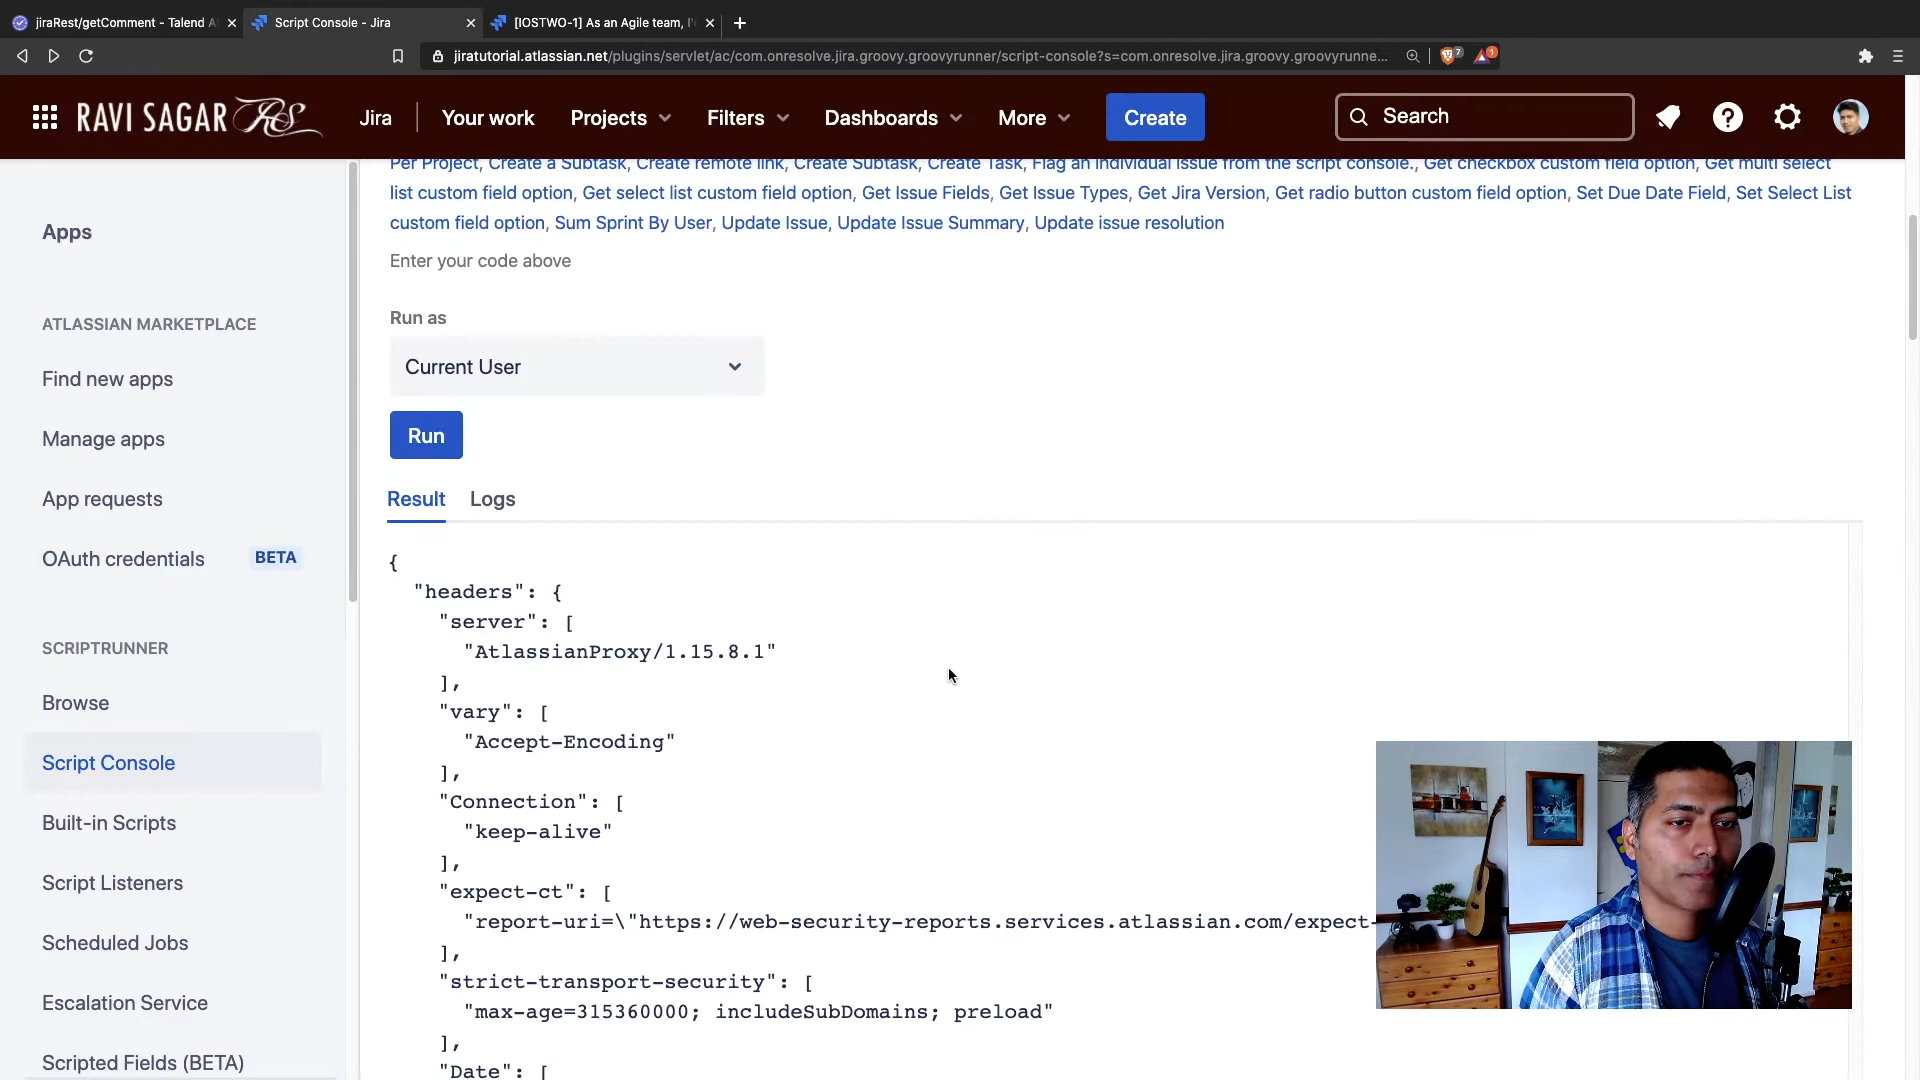 jiraRest/getComment - Talend A
Script Console - Jira
[IOSTWO-1] As an Agile team, I'
jiratutorial.atlassian.net/plugins/servlet/ac/com.onresolve.jira.groovy.groovyrunner/script-console?s=com.onresolve.jira.groovy.groovyrunne...
7
1
RAVI SAGAR RS
Jira
Your work
Projects
Filters
Dashboards
More
Create
Search
Per Project, Create a Subtask, Create remote link, Create Subtask, Create Task, Flag an individual issue from the script console., Get checkbox custom field option, Get multi select
list custom field option, Get select list custom field option, Get Issue Fields, Get Issue Types, Get Jira Version, Get radio button custom field option, Set Due Date Field, Set Select List
custom field option, Sum Sprint By User, Update Issue, Update Issue Summary, Update issue resolution
Enter your code above
Run as
Current User
Run
Result
Logs
{
"headers": {
"server": [
"AtlassianProxy/1.15.8.1"
],
"vary": [
"Accept-Encoding"
],
"Connection": [
"keep-alive"
],
"expect-ct": [
"report-uri=\"https://web-security-reports.services.atlassian.com/expect-
],
"strict-transport-security": [
"max-age=315360000; includeSubDomains; preload"
],
"Date": [
Apps
ATLASSIAN MARKETPLACE
Find new apps
Manage apps
App requests
OAuth credentials
BETA
SCRIPTRUNNER
Browse
Script Console
Built-in Scripts
Script Listeners
Scheduled Jobs
Escalation Service
Scripted Fields (BETA)